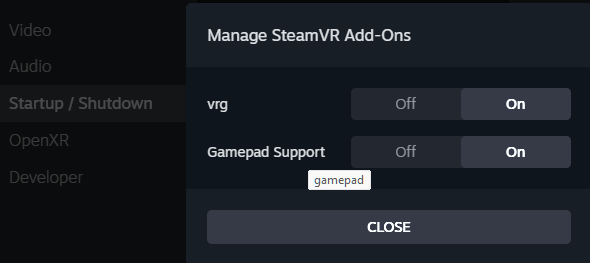 Manage SteamVR Add-Ons
Video
Audio
Startup / Shutdown
OpenXR
Developer
vrg Off On
Gamepad Support Off On
gamepad
CLOSE